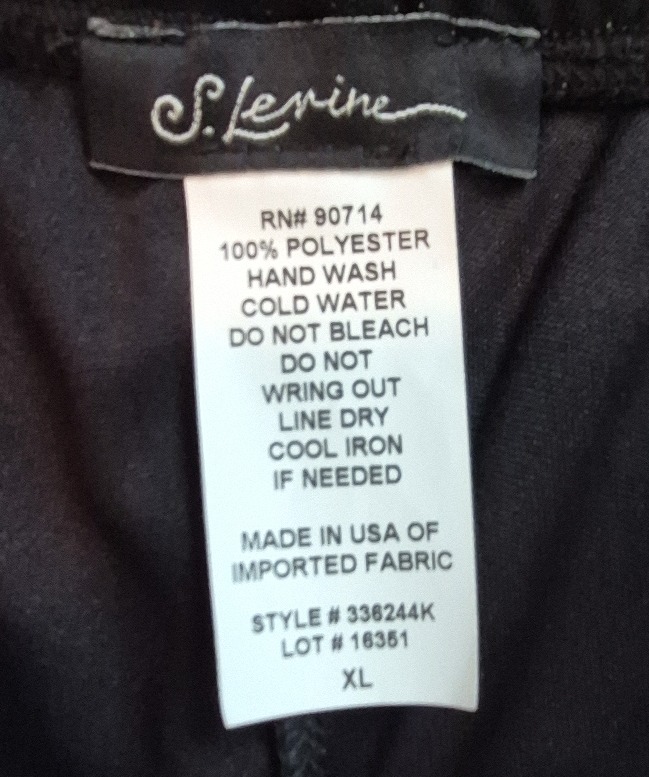 S. Levine
RN# 90714
100% POLYESTER
HAND WASH
COLD WATER
DO NOT BLEACH
DO NOT
WRING OUT
LINE DRY
COOL IRON
IF NEEDED
MADE IN USA OF
IMPORTED FABRIC
STYLE # 336244K
LOT # 16351
XL